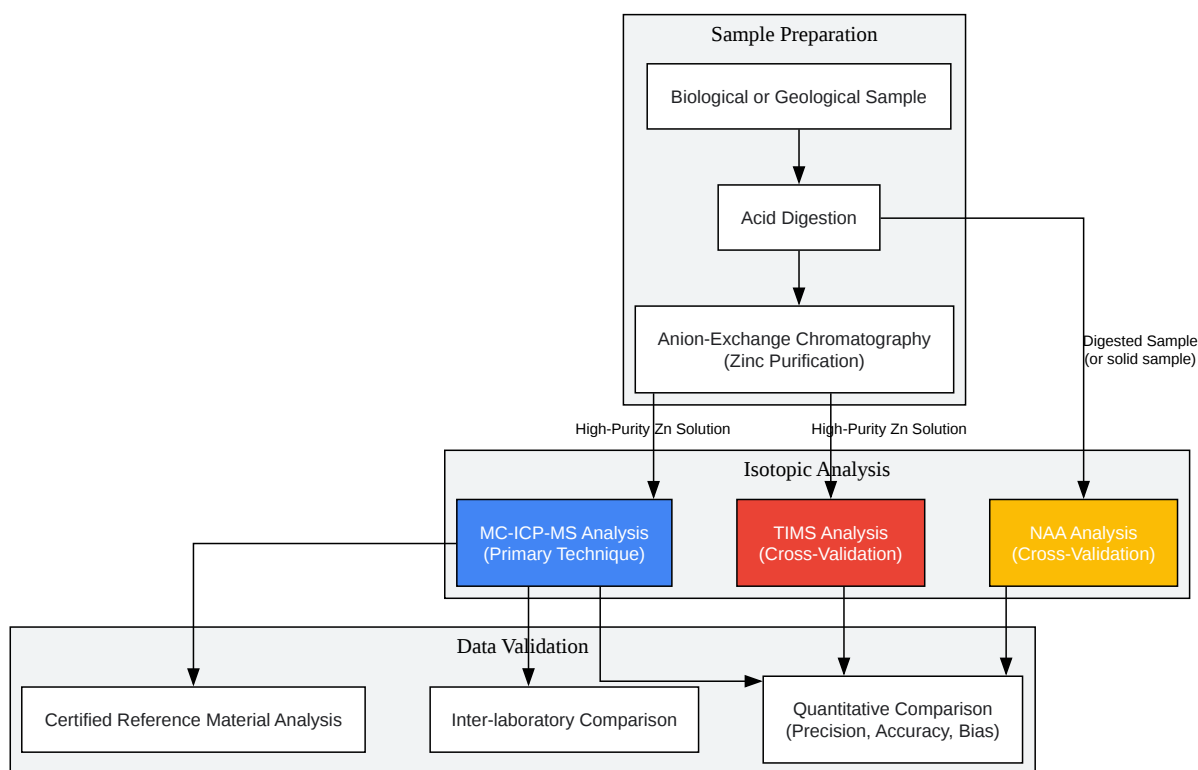 Sample Preparation
Biological or Geological Sample
Acid Digestion
Anion-Exchange Chromatography
(Zinc Purification)
Digested Sample
(or solid sample)
High-Purity Zn Solution
High-Purity Zn Solution
Isotopic Analysis
MC-ICP-MS Analysis
(Primary Technique)
TIMS Analysis
(Cross-Validation)
NAA Analysis
(Cross-Validation)
Data Validation
Certified Reference Material Analysis
Inter-laboratory Comparison
Quantitative Comparison
(Precision, Accuracy, Bias)